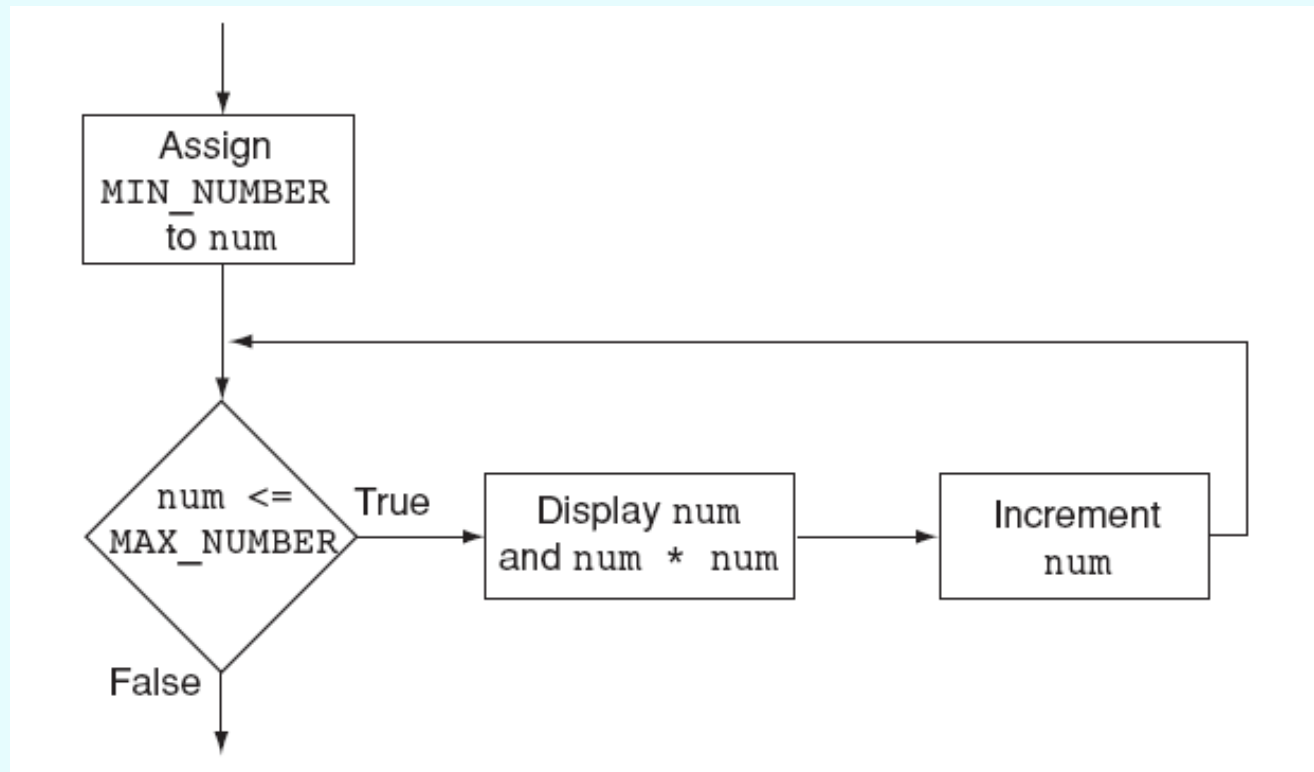 Assign
MIN_NUMBER
to num
num <=
MAX_NUMBER
True
Display num
and num * num
Increment
num
False